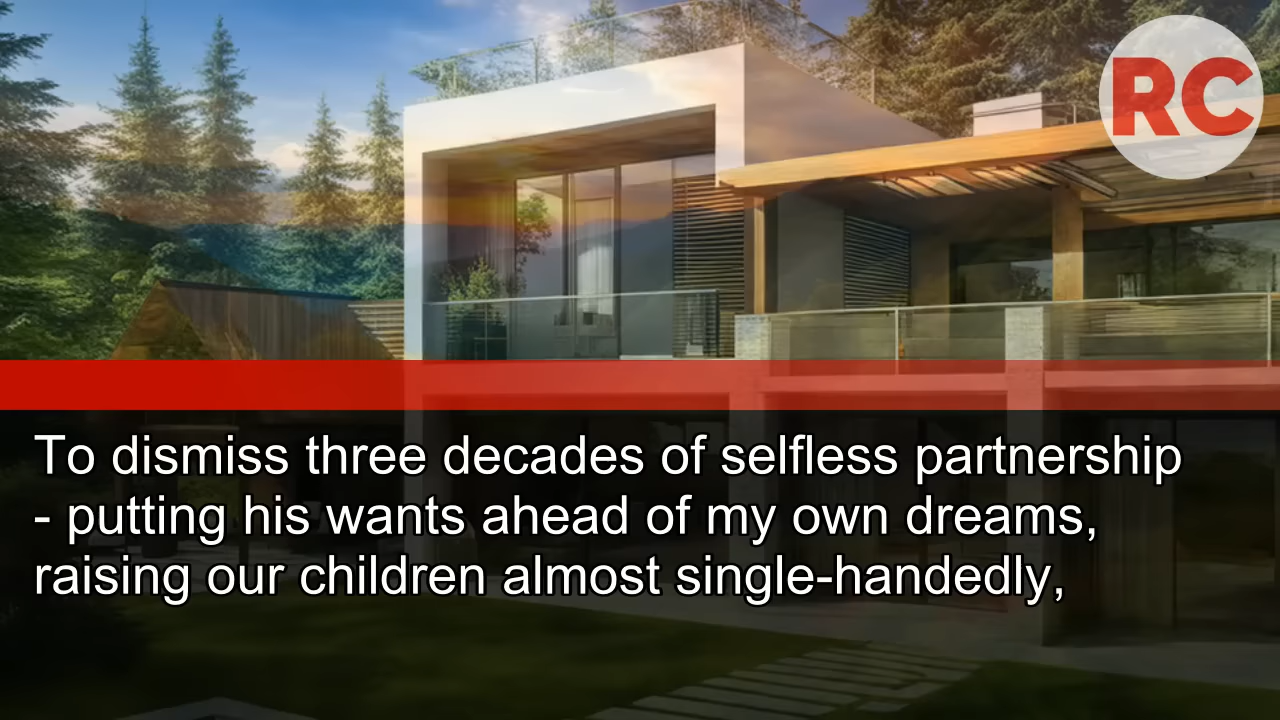 RC
To dismiss three decades of selfless partnership
- putting his wants ahead of my own dreams,
raising our children almost single-handedly,